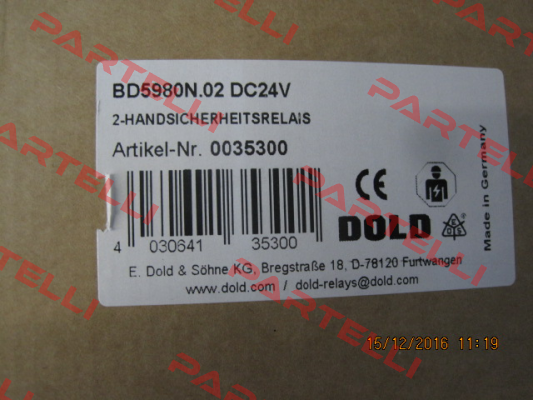 BD5980N.02 DC24V
2-HANDSICHERHEITSRELAIS
Artikel-Nr. 0035300
CE
DOLD
Made in Germany
4 030641 35300
E. Dold & Söhne KG, Bregstraße 18, D-78120 Furtwangen
www.dold.com / dold-relays@dold.com
15/12/2016 11:19
PARTELLI
PARTELLI
PARTELLI
PARTELLI
PARTELLI
PARTELLI